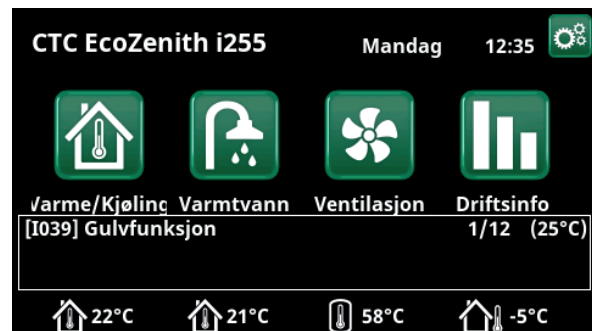 CTC EcoZenith i255 Mandag 12:35
Varme/Kjøling Varmtvann Ventilasjon Driftsinfo
[I039] Gulvfunksjon 1/12 (25°C)
22°C 21°C 58°C -5°C